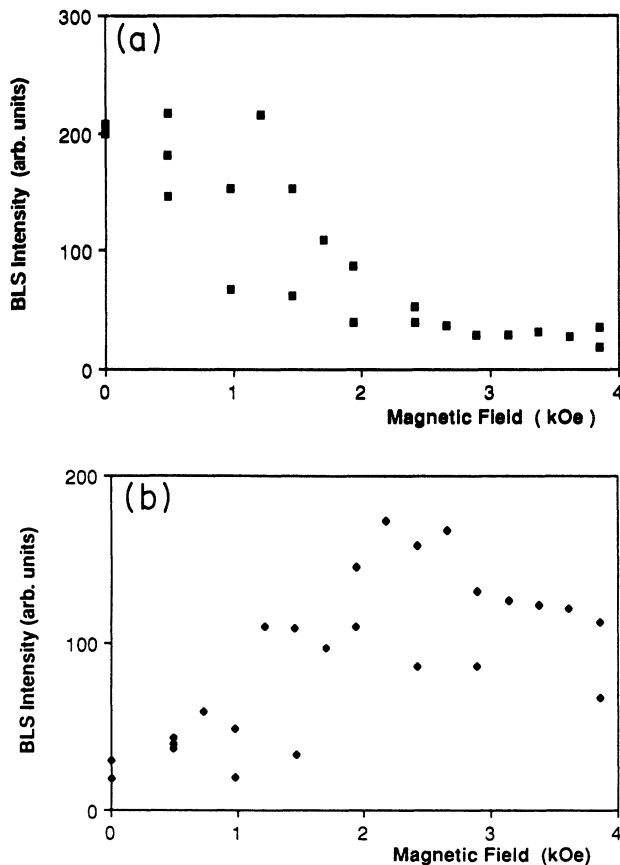 300
(a)
200
100
0
BLS Intensity (arb. units)
0 1 2 3 4
Magnetic Field ( kOe)
200
(b)
100
0
BLS Intensity (arb. units)
0 1 2 3 4
Magnetic Field (kOe)